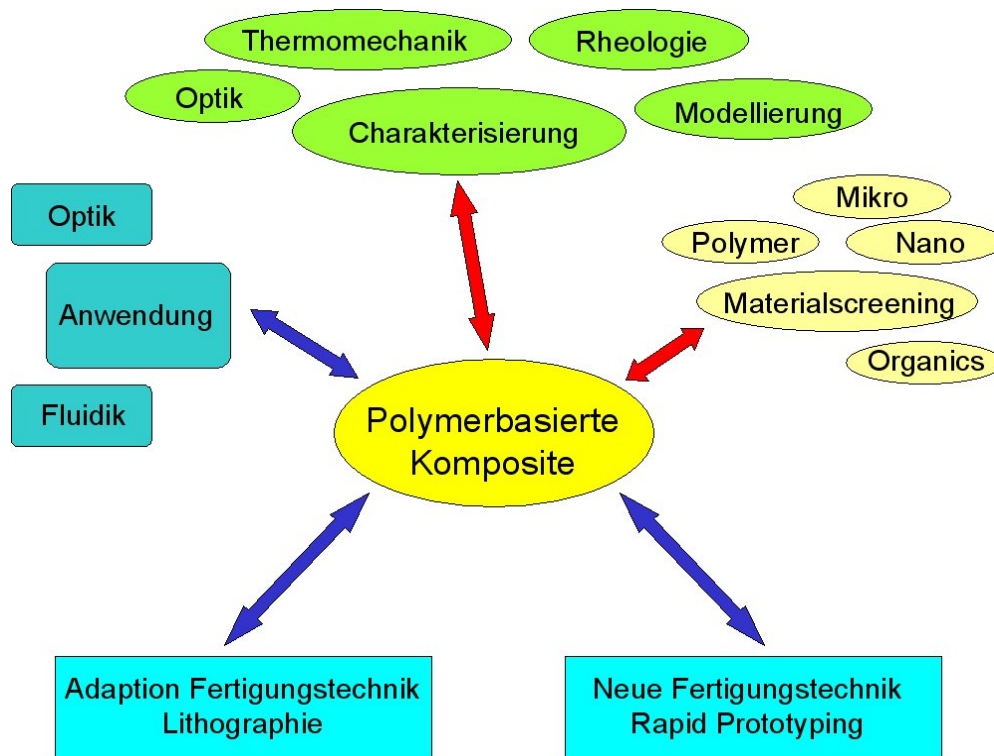 Thermomechanik
Rheologie
Optik
Charakterisierung
Modellierung
Optik
Anwendung
Fluidik
Mikro
Polymer
Nano
Materialscreening
Organics
Polymerbasierte
Komposite
Adaption Fertigungstechnik
Lithographie
Neue Fertigungstechnik
Rapid Prototyping